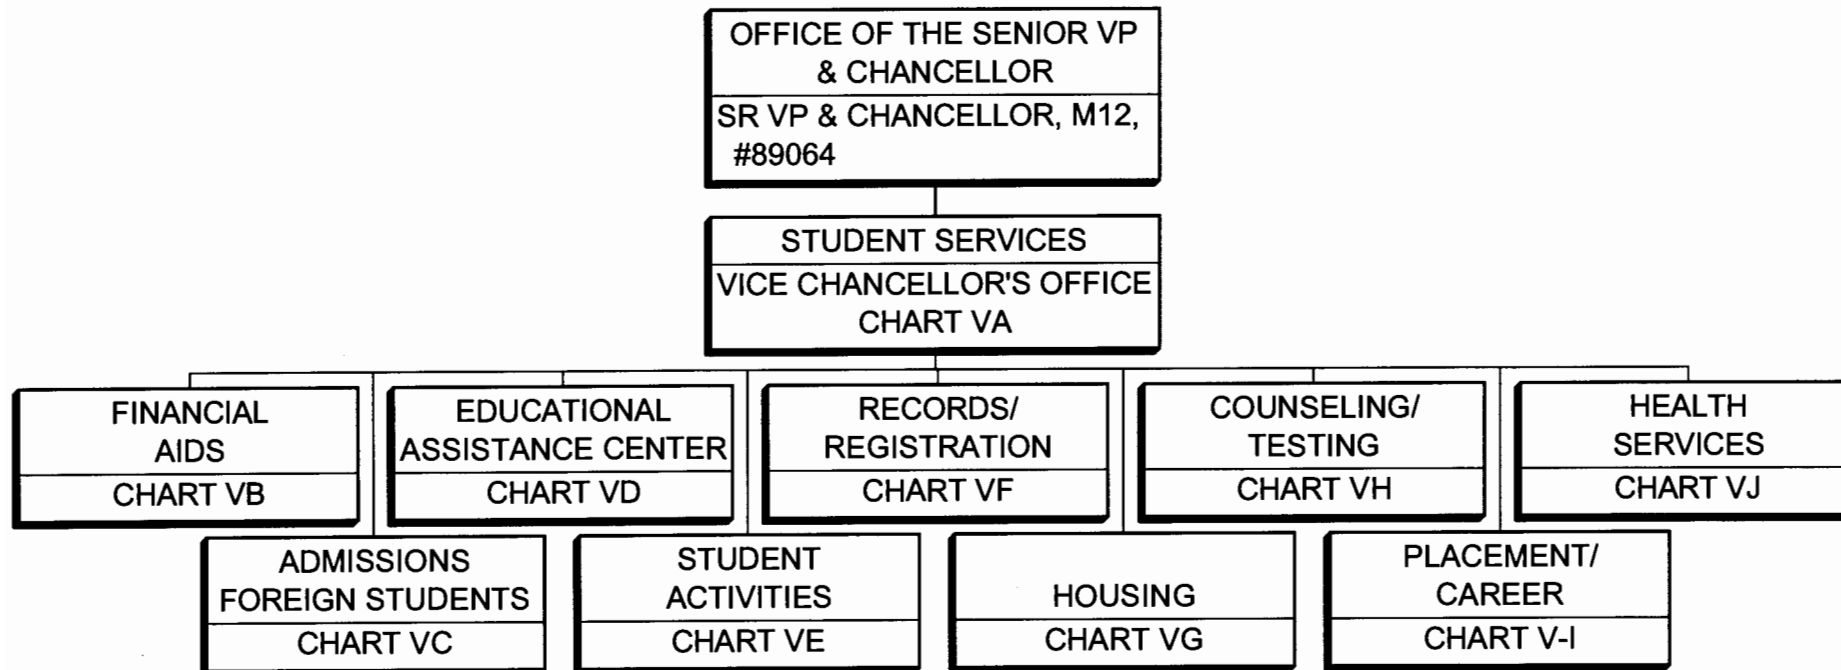 OFFICE OF THE SENIOR VP
& CHANCELLOR
SR VP & CHANCELLOR, M12,
#89064
STUDENT SERVICES
VICE CHANCELLOR'S OFFICE
CHART VA
FINANCIAL
AIDS
CHART VB
EDUCATIONAL
ASSISTANCE CENTER
CHART VD
RECORDS/
REGISTRATION
CHART VF
COUNSELING/
TESTING
CHART VH
HEALTH
SERVICES
CHART VJ
ADMISSIONS
FOREIGN STUDENTS
CHART VC
STUDENT
ACTIVITIES
CHART VE
HOUSING
CHART VG
PLACEMENT/
CAREER
CHART V-I